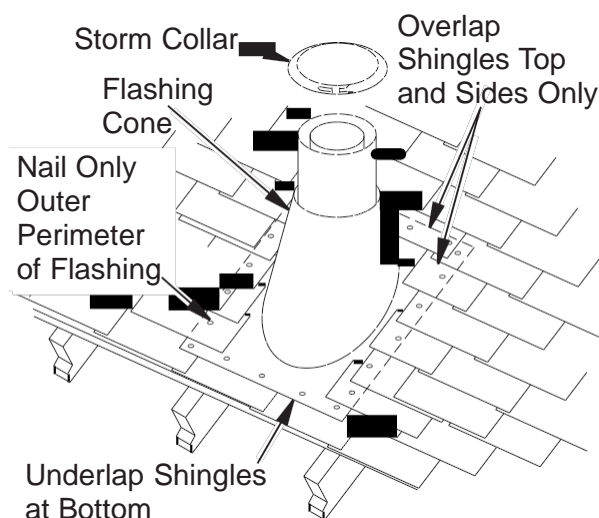 Storm Collar
Overlap
Shingles Top
and Sides Only
Flashing
Cone
Nail Only
Outer
Perimeter
of Flashing
Underlap Shingles
at Bottom